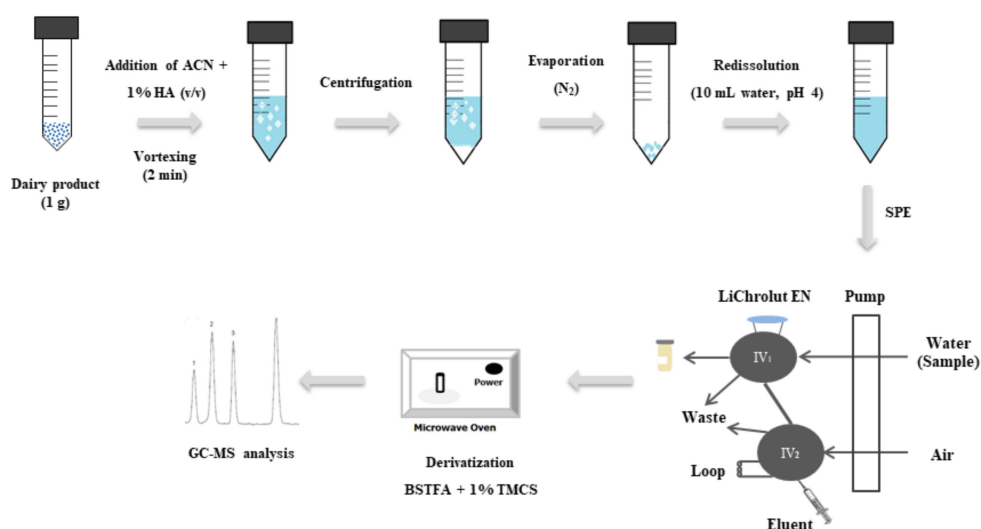 Addition of ACN +
1% HA (v/v)
Vortexing
(2 min)
Dairy product
(1 g)
Centrifugation
Evaporation
(N₂)
Redissolution
(10 mL water, pH 4)
SPE
LiChrolut EN
Pump
IV₁
Water
(Sample)
Waste
IV₂
Air
Loop
Eluent
Power
Microwave Oven
Derivatization
BSTFA + 1% TMCS
1
2
3
GC-MS analysis